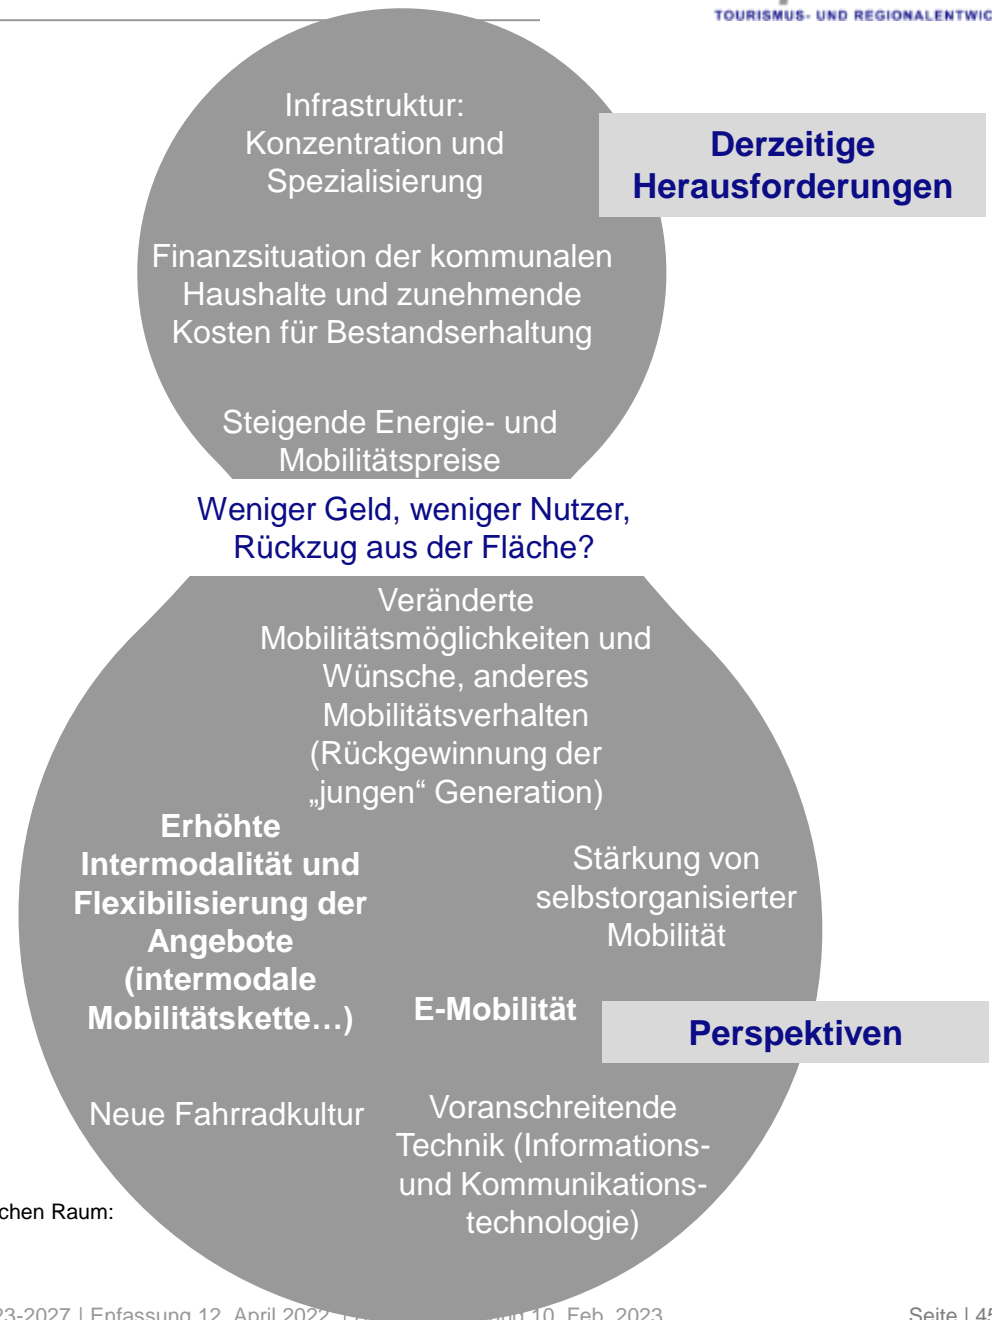 TOURISMUS- UND REGIONALENTWIC
Infrastruktur:
Konzentration und
Spezialisierung
Derzeitige
Herausforderungen
Finanzsituation der kommunalen
Haushalte und zunehmende
Kosten für Bestandserhaltung
Steigende Energie- und
Mobilitätspreise
Weniger Geld, weniger Nutzer,
Rückzug aus der Fläche?
Veränderte
Mobilitätsmöglichkeiten und
Wünsche, anderes
Mobilitätsverhalten
(Rückgewinnung der
„jungen“ Generation)
Erhöhte
Intermodalität und
Flexibilisierung der
Angebote
(intermodale
Mobilitätskette…)
Stärkung von
selbstorganisierter
Mobilität
E-Mobilität
Perspektiven
Neue Fahrradkultur
Voranschreitende
Technik (Informations-
und Kommunikations-
technologie)
chen Raum:
23-2027 | Enfassung 12. April 2022 | 10. Feb. 2023
Seite | 45